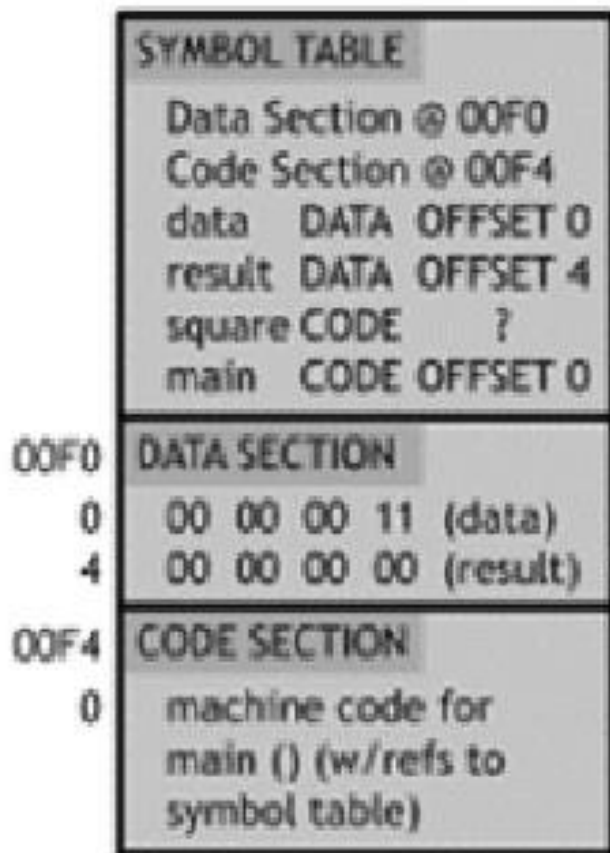 SYMBOL TABLE
Data Section @ 00F0
Code Section @ 00F4
data DATA OFFSET 0
result DATA OFFSET 4
square CODE ?
main CODE OFFSET 0
00F0 DATA SECTION
0 00 00 00 11 (data)
4 00 00 00 00 (result)
00F4 CODE SECTION
0 machine code for
main () (w/refs to
symbol table)